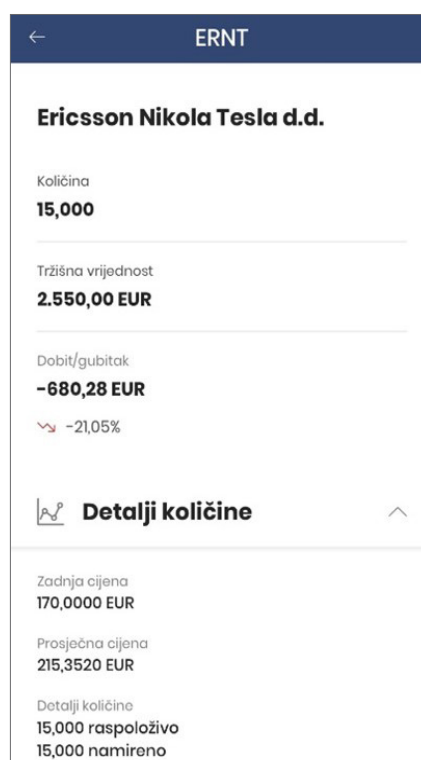 ERNT
Ericsson Nikola Tesla d.d.
Količina
15,000
Tržišna vrijednost
2.550,00 EUR
Dobit/gubitak
-680,28 EUR
-21,05%
Detalji količine
Zadnja cijena
170,0000 EUR
Prosječna cijena
215,3520 EUR
Detalji količine
15,000 raspoloživo
15,000 namireno